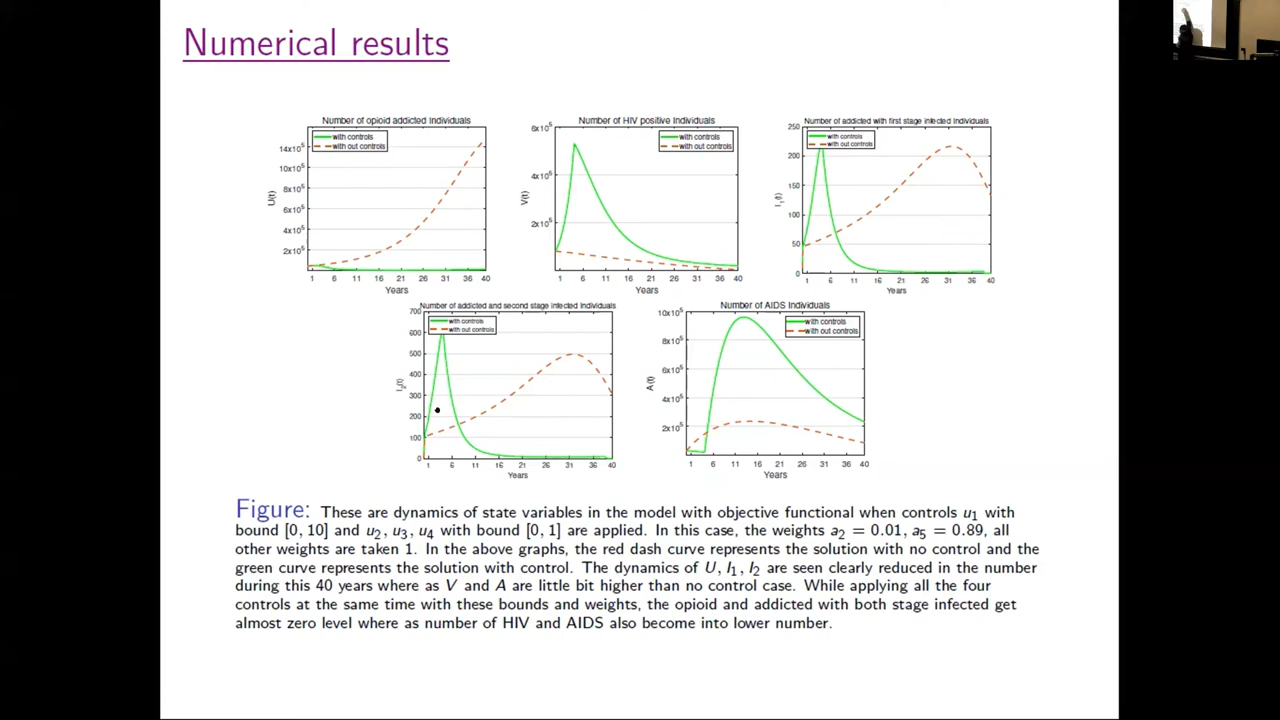 Numerical results
Number of opioid addicted individuals
with controls
with out controls
U(t)
14x10^5
10x10^5
8x10^5
6x10^5
4x10^5
2x10^5
1 6 11 16 21 26 31 36 40
Years
Number of HIV positive individuals
with controls
with out controls
V(t)
6x10^5
4x10^5
2x10^5
1 6 11 16 21 26 31 36 40
Years
Number of addicted with first stage infected individuals
with controls
with out controls
I_1(t)
250
200
150
100
50
0
1 6 11 16 21 26 31 36 40
Years
Number of addicted and second stage infected individuals
with controls
with out controls
I_2(t)
700
600
500
400
300
200
100
0
1 6 11 16 21 26 31 36 40
Years
Number of AIDS individuals
with controls
with out controls
A(t)
10x10^5
8x10^5
6x10^5
4x10^5
2x10^5
1 6 11 16 21 26 31 36 40
Years
Figure: These are dynamics of state variables in the model with objective functional when controls u₁ with
bound [0, 10] and u₂, u₃, u₄ with bound [0, 1] are applied. In this case, the weights a₂ = 0.01, a₅ = 0.89, all
other weights are taken 1. In the above graphs, the red dash curve represents the solution with no control and the
green curve represents the solution with control. The dynamics of U, I₁, I₂ are seen clearly reduced in the number
during this 40 years where as V and A are little bit higher than no control case. While applying all the four
controls at the same time with these bounds and weights, the opioid and addicted with both stage infected get
almost zero level where as number of HIV and AIDS also become into lower number.